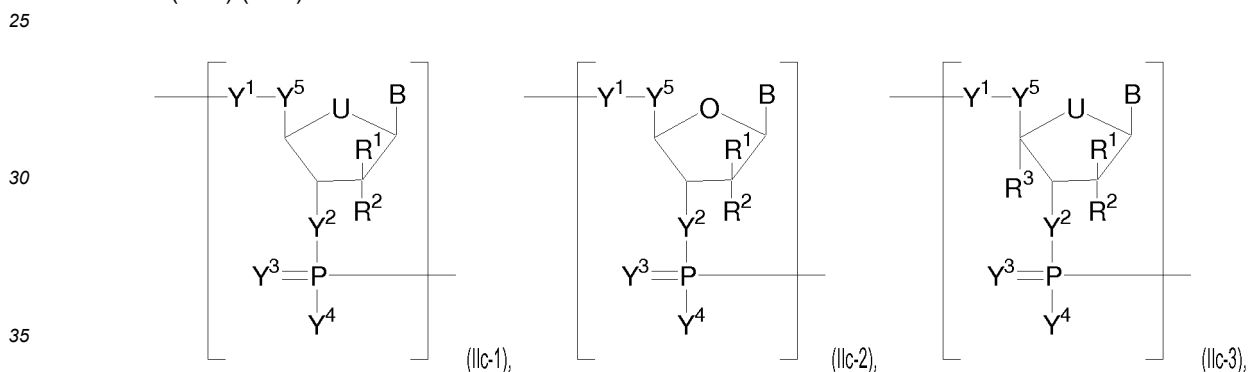 25
Y¹ Y⁵ B Y¹ Y⁵ B Y¹ Y⁵ B
U O U
R¹ R¹ R¹
30 R³
R² R² R²
Y² Y² Y²
Y³ P Y³ P Y³ P
Y⁴ Y⁴ Y⁴
35
(IIc-1), (IIc-2), (IIc-3),